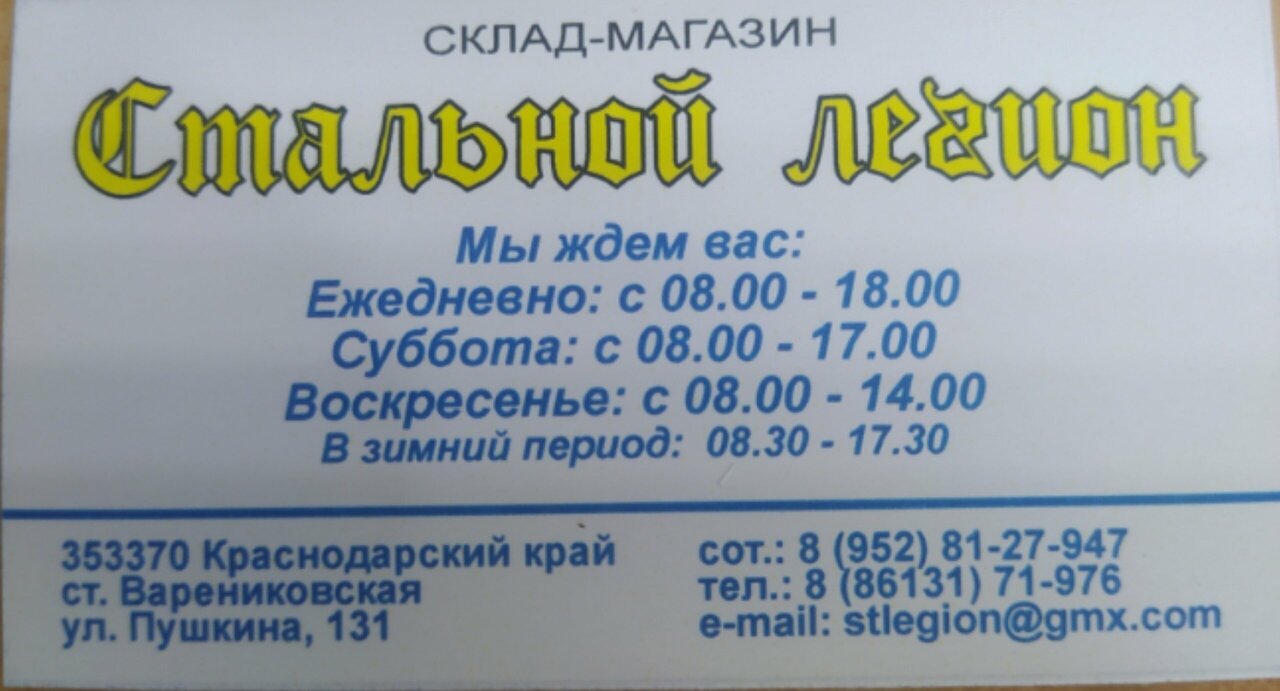 СКЛАД-МАГАЗИН
Стальной легион
Мы ждем вас:
Ежедневно: с 08.00 - 18.00
Суббота: с 08.00 - 17.00
Воскресенье: с 08.00 - 14.00
В зимний период: 08.30 - 17.30
353370 Краснодарский край
ст. Варениковская
ул. Пушкина, 131
сот.: 8 (952) 81-27-947
тел.: 8 (86131) 71-976
e-mail: stlegion@gmx.com